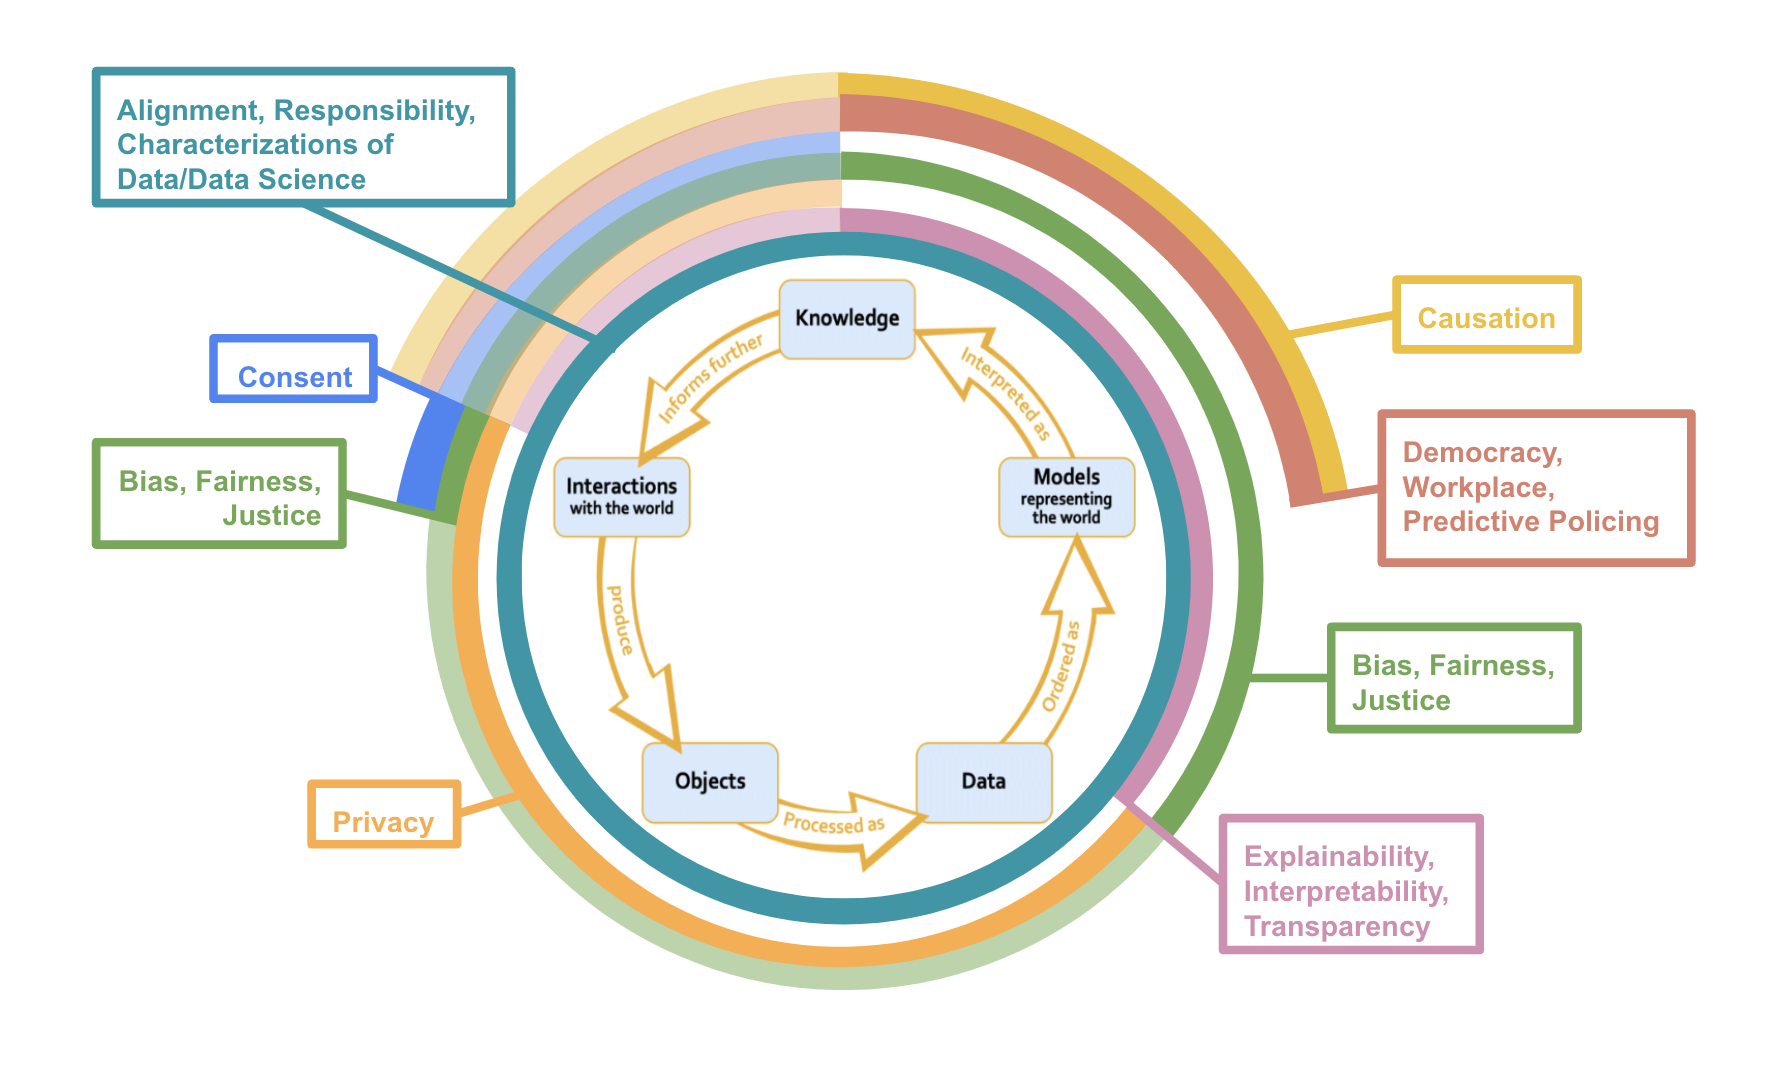 Alignment, Responsibility,
Characterizations of
Data/Data Science
Consent
Bias, Fairness,
Justice
Privacy
Knowledge
Informs further
Interpreted as
Interactions
with the world
Models
representing
the world
produce
Ordered as
Objects
Processed as
Data
Causation
Democracy,
Workplace,
Predictive Policing
Bias, Fairness,
Justice
Explainability,
Interpretability,
Transparency